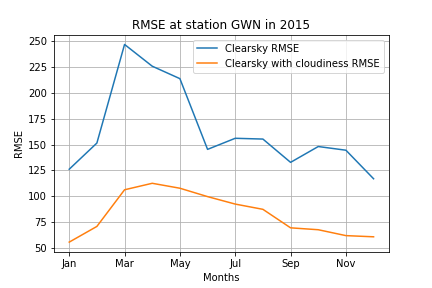 RMSE at station GWN in 2015
Clearsky RMSE
Clearsky with cloudiness RMSE
250
225
200
175
150
125
100
75
50
RMSE
Jan Mar May Jul Sep Nov
Months